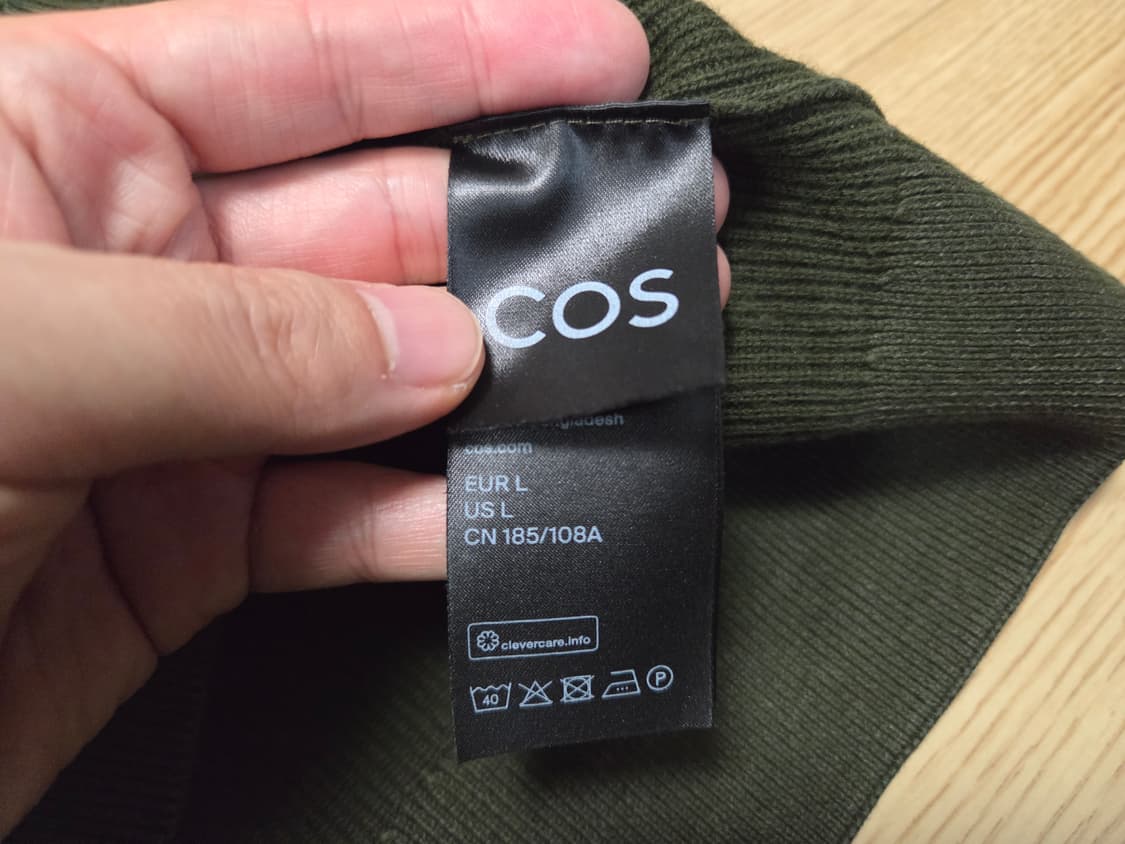 COS
cos.com
EUR L
US L
CN 185/108A
clevercare.info
40
P